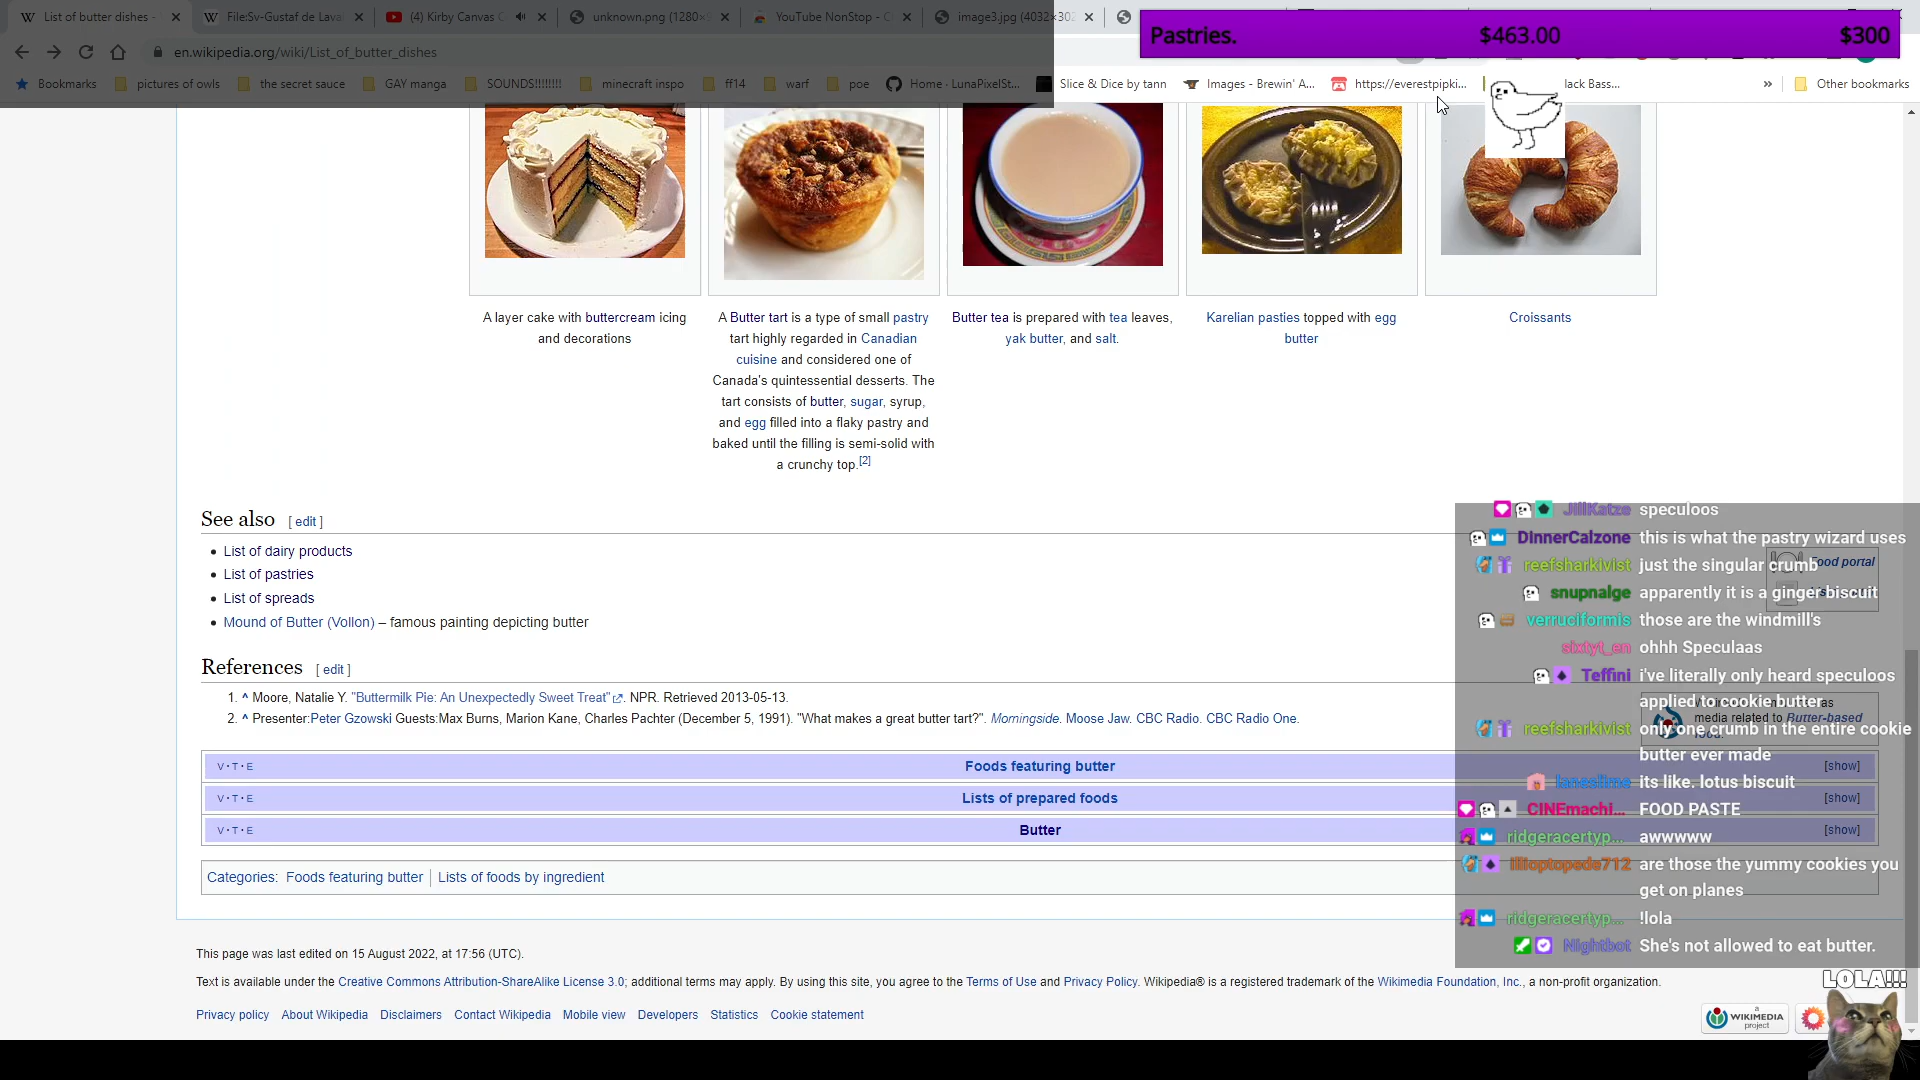 List of butter dishes -
File:Sv-Gustaf de Lava
(4) Kirby Canvas C
unknown.png (1280×
YouTube NonStop - C
image3.jpg (4032×302
Pastries. $463.00 $300
en.wikipedia.org/wiki/List_of_butter_dishes
Bookmarks
pictures of owls
the secret sauce
GAY manga
SOUNDS!!!!!!!!
minecraft inspo
ff14
warf
poe
Home · LunaPixelSt...
Slice & Dice by tann
Images - Brewin' A...
https://everestpipki...
lack Bass...
»
Other bookmarks
A layer cake with buttercream icing
and decorations
A Butter tart is a type of small pastry
tart highly regarded in Canadian
cuisine and considered one of
Canada's quintessential desserts. The
tart consists of butter, sugar, syrup,
and egg filled into a flaky pastry and
baked until the filling is semi-solid with
a crunchy top.[2]
Butter tea is prepared with tea leaves,
yak butter, and salt.
Karelian pasties topped with egg
butter
Croissants
See also [ edit ]
• List of dairy products
• List of pastries
• List of spreads
• Mound of Butter (Vollon) – famous painting depicting butter
References [ edit ]
1. ^ Moore, Natalie Y. "Buttermilk Pie: An Unexpectedly Sweet Treat". NPR. Retrieved 2013-05-13.
2. ^ Presenter:Peter Gzowski Guests:Max Burns, Marion Kane, Charles Pachter (December 5, 1991). "What makes a great butter tart?". Morningside. Moose Jaw. CBC Radio. CBC Radio One.
V · T · E Foods featuring butter [show]
V · T · E Lists of prepared foods [show]
V · T · E Butter [show]
Categories: Foods featuring butter | Lists of foods by ingredient
Food portal
media related to Butter-based
JillKatze speculoos
DinnerCalzone this is what the pastry wizard uses
reefsharkivist just the singular crumb
snupnalge apparently it is a ginger biscuit
verruciformis those are the windmill's
sixtyt_en ohhh Speculaas
Teffini i've literally only heard speculoos
applied to cookie butter
reefsharkivist only one crumb in the entire cookie
butter ever made
laneslime its like. lotus biscuit
CINEmachi... FOOD PASTE
ridgeracertyp... awwwww
illioptopede712 are those the yummy cookies you
get on planes
ridgeracertyp... !lola
Nightbot She's not allowed to eat butter.
This page was last edited on 15 August 2022, at 17:56 (UTC).
Text is available under the Creative Commons Attribution-ShareAlike License 3.0; additional terms may apply. By using this site, you agree to the Terms of Use and Privacy Policy. Wikipedia® is a registered trademark of the Wikimedia Foundation, Inc., a non-profit organization.
Privacy policy
About Wikipedia
Disclaimers
Contact Wikipedia
Mobile view
Developers
Statistics
Cookie statement
a
WIKIMEDIA
project
LOLA!!!